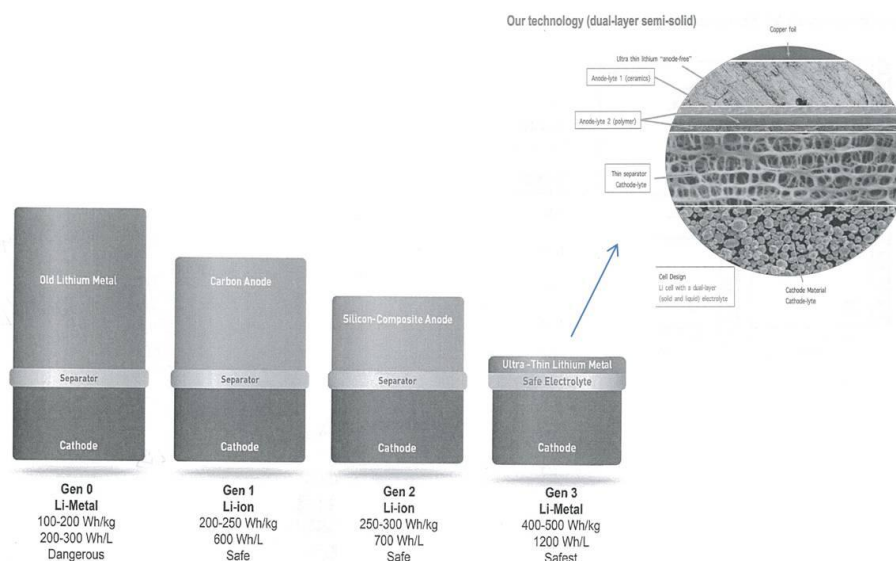 Our technology (dual-layer semi-solid)
Copper foil
Ultra thin lithium "anode-free"
Anode-lyte 1 (ceramics)
Anode-lyte 2 (polymer)
Thin separator
Cathode-lyte
Cell Design
Li cell with a dual-layer
(solid and liquid) electrolyte
Cathode Material
Cathode-lyte
Old Lithium Metal
Separator
Cathode
Gen 0
Li-Metal
100-200 Wh/kg
200-300 Wh/L
Dangerous
Carbon Anode
Separator
Cathode
Gen 1
Li-ion
200-250 Wh/kg
600 Wh/L
Safe
Silicon-Composite Anode
Separator
Cathode
Gen 2
Li-ion
250-300 Wh/kg
700 Wh/L
Safe
Ultra -Thin Lithium Metal
Safe Electrolyte
Cathode
Gen 3
Li-Metal
400-500 Wh/kg
1200 Wh/L
Safest